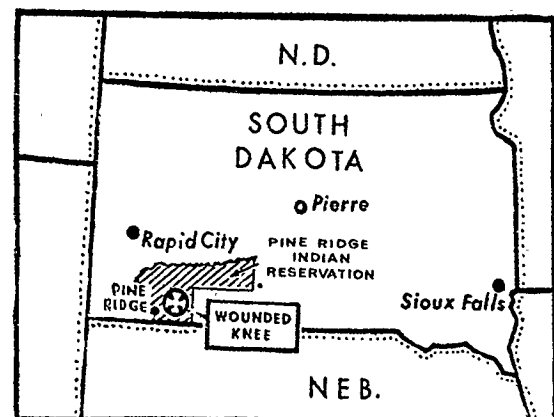 N.D.
SOUTH
DAKOTA
Pierre
Rapid City
PINE RIDGE
INDIAN
RESERVATION
PINE
RIDGE
WOUNDED
KNEE
Sioux Falls
NEB.